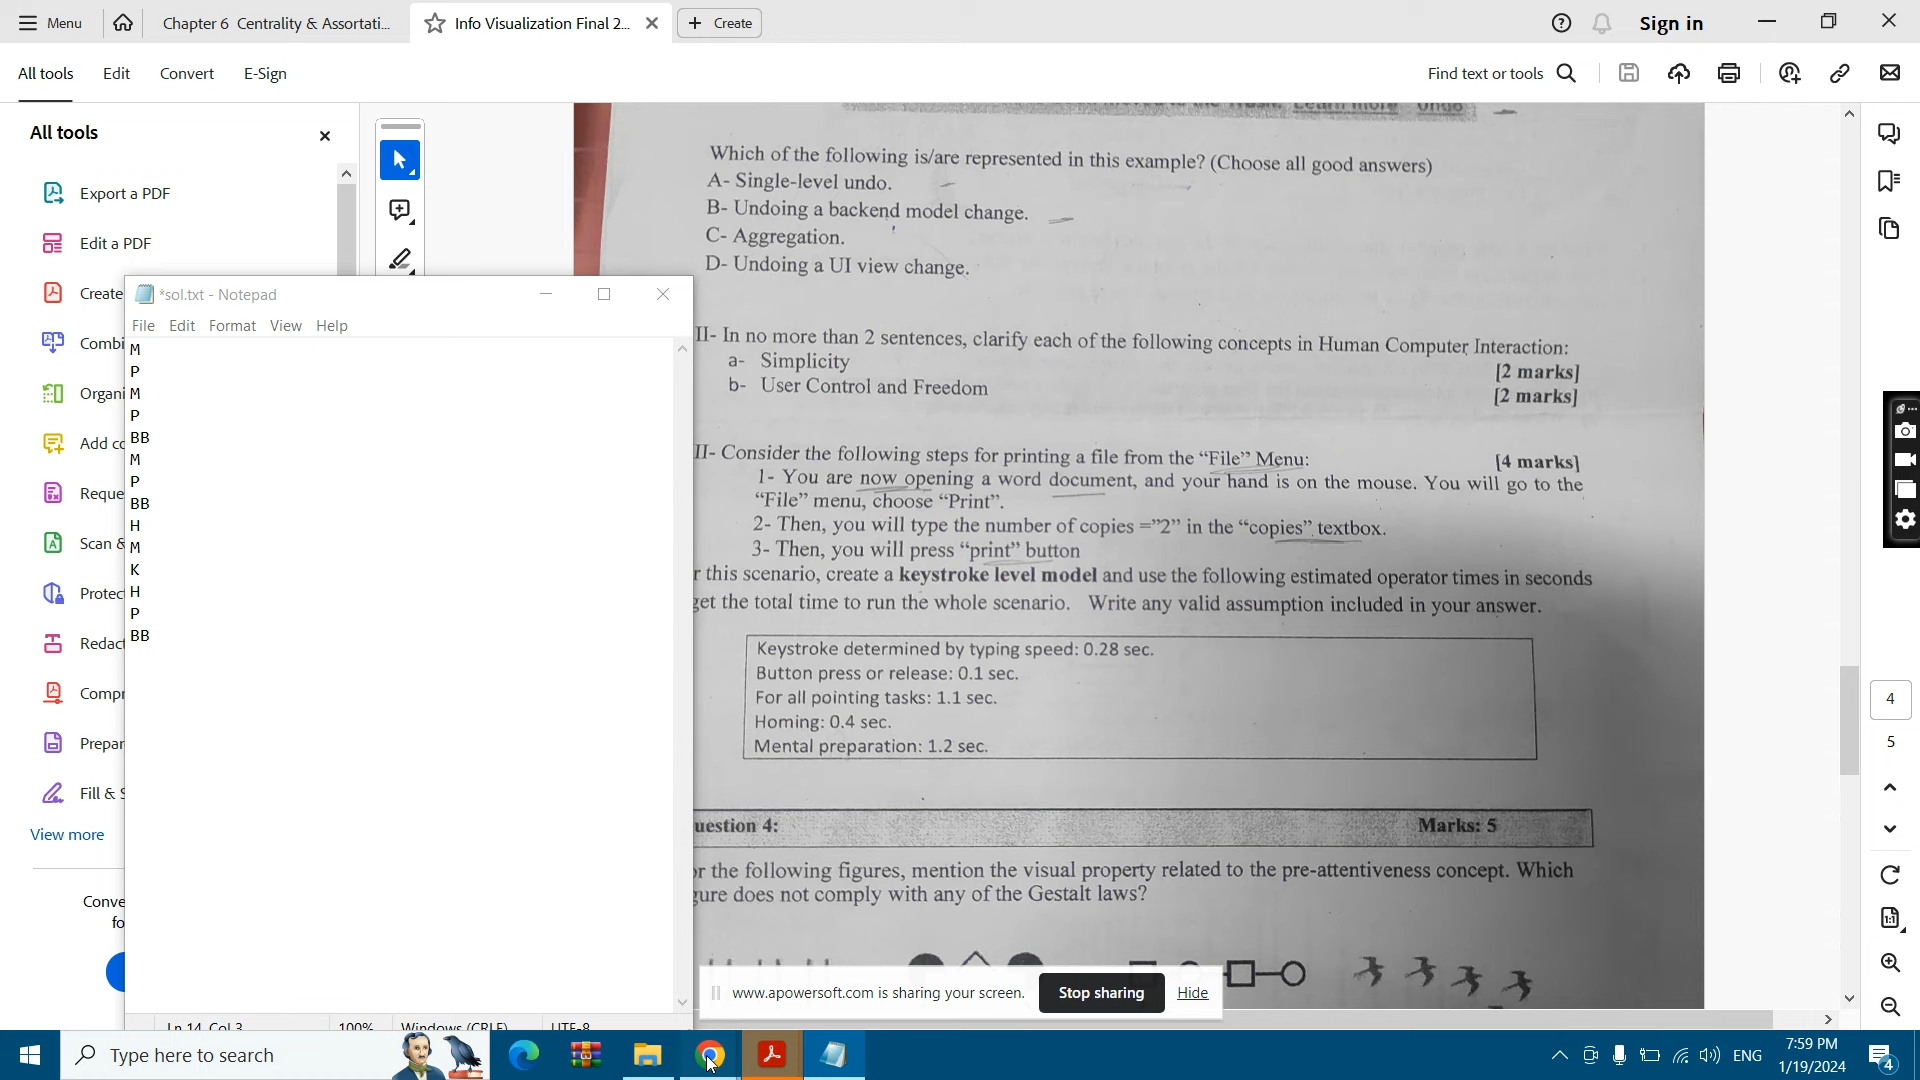 Menu
Chapter 6 Centrality & Assortati...
Info Visualization Final 2...
Create
Sign in
All tools
Edit
Convert
E-Sign
Find text or tools
All tools
Export a PDF
Edit a PDF
Create
Combi
Organi
Add co
Reque
Scan &
Protec
Redac
Compr
Prepar
Fill & S
View more
Conve
fo
*sol.txt - Notepad
File Edit Format View Help
M
P
M
P
BB
M
P
BB
H
M
K
H
P
BB
Ln 14, Col 3
100%
Windows (CRLF)
UTF-8
Learn more Undo
Which of the following is/are represented in this example? (Choose all good answers)
A- Single-level undo.
B- Undoing a backend model change.
C- Aggregation.
D- Undoing a UI view change.
II- In no more than 2 sentences, clarify each of the following concepts in Human Computer Interaction:
a- Simplicity [2 marks]
b- User Control and Freedom [2 marks]
II- Consider the following steps for printing a file from the “File” Menu: [4 marks]
1- You are now opening a word document, and your hand is on the mouse. You will go to the
“File” menu, choose “Print”.
2- Then, you will type the number of copies =”2” in the “copies” textbox.
3- Then, you will press “print” button
r this scenario, create a keystroke level model and use the following estimated operator times in seconds
get the total time to run the whole scenario. Write any valid assumption included in your answer.
Keystroke determined by typing speed: 0.28 sec.
Button press or release: 0.1 sec.
For all pointing tasks: 1.1 sec.
Homing: 0.4 sec.
Mental preparation: 1.2 sec.
uestion 4: Marks: 5
or the following figures, mention the visual property related to the pre-attentiveness concept. Which
gure does not comply with any of the Gestalt laws?
www.apowersoft.com is sharing your screen.
Stop sharing
Hide
4
5
Type here to search
ENG
7:59 PM
1/19/2024
4